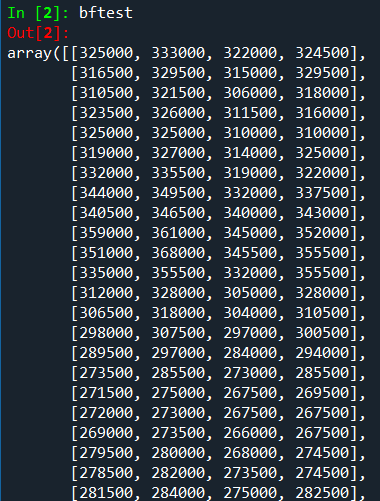 In [2]: bftest
Out[2]:
array([[325000, 333000, 322000, 324500],
[316500, 329500, 315000, 329500],
[310500, 321500, 306000, 318000],
[323500, 326000, 311500, 316000],
[325000, 325000, 310000, 310000],
[319000, 327000, 314000, 325000],
[332000, 335500, 319000, 322000],
[344000, 349500, 332000, 337500],
[340500, 346500, 340000, 343000],
[359000, 361000, 345000, 352000],
[351000, 368000, 345500, 355500],
[335000, 355500, 332000, 355500],
[312000, 328000, 305000, 328000],
[306500, 318000, 304000, 310500],
[298000, 307500, 297000, 300500],
[289500, 297000, 284000, 294000],
[273500, 285500, 273000, 285500],
[271500, 275000, 267500, 269500],
[272000, 273000, 267500, 267500],
[269000, 273500, 266000, 267500],
[279500, 280000, 268000, 274500],
[278500, 282000, 273500, 274500],
[281500, 284000, 275000, 282500],